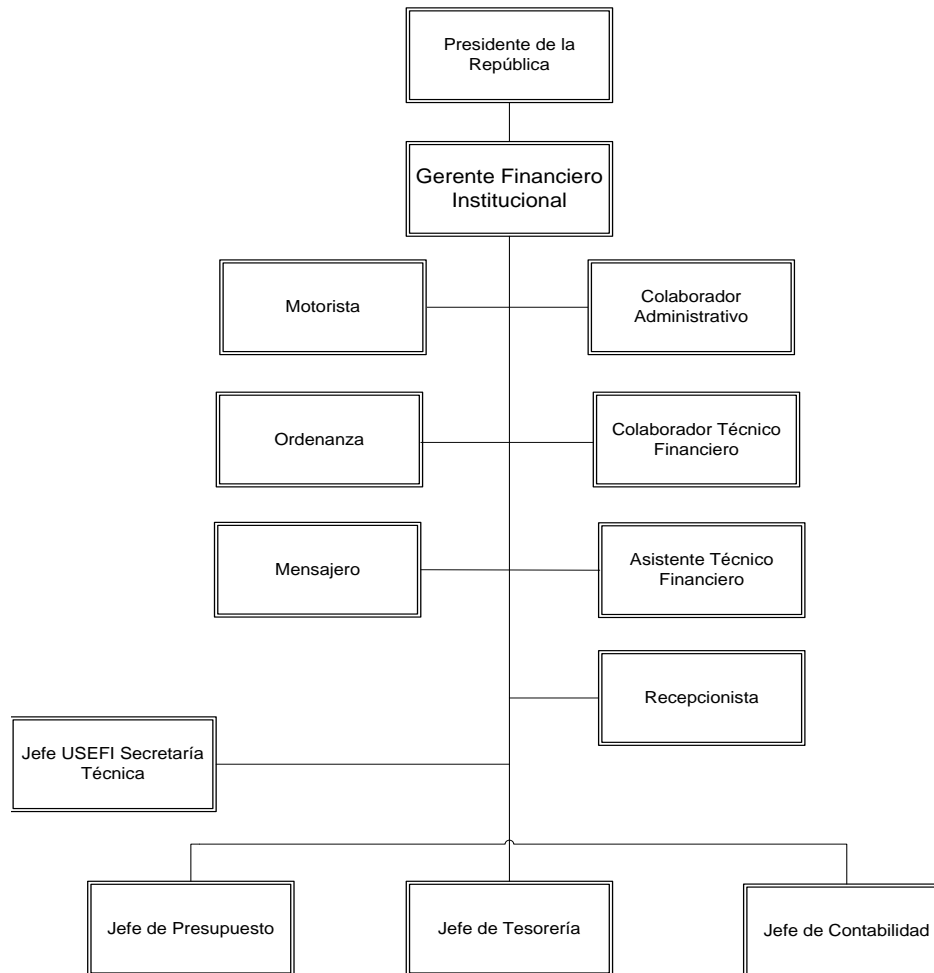 Presidente de la
República
Gerente Financiero
Institucional
Motorista
Colaborador
Administrativo
Ordenanza
Colaborador Técnico
Financiero
Mensajero
Asistente Técnico
Financiero
Recepcionista
Jefe USEFI Secretaría
Técnica
Jefe de Presupuesto
Jefe de Tesorería
Jefe de Contabilidad